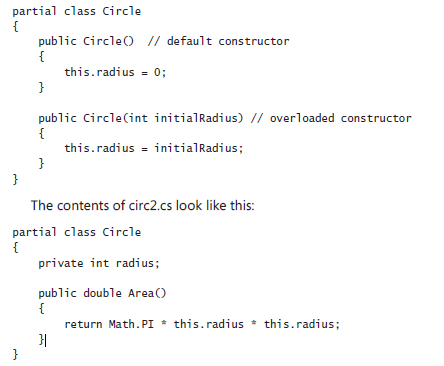 partial class Circle
{
    public Circle()  // default constructor
    {
        this.radius = 0;
    }

    public Circle(int initialRadius) // overloaded constructor
    {
        this.radius = initialRadius;
    }
}
The contents of circ2.cs look like this:
partial class Circle
{
    private int radius;

    public double Area()
    {
        return Math.PI * this.radius * this.radius;
    }
}